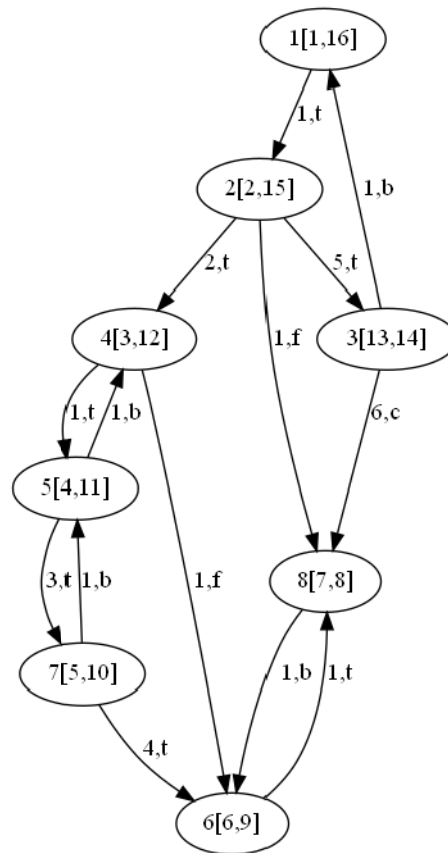 1[1,16]
1,t
1,b
2[2,15]
2,t
5,t
4[3,12]
1,f
3[13,14]
1,t
1,b
6,c
5[4,11]
3,t
1,b
1,f
8[7,8]
7[5,10]
1,b
1,t
4,t
6[6,9]